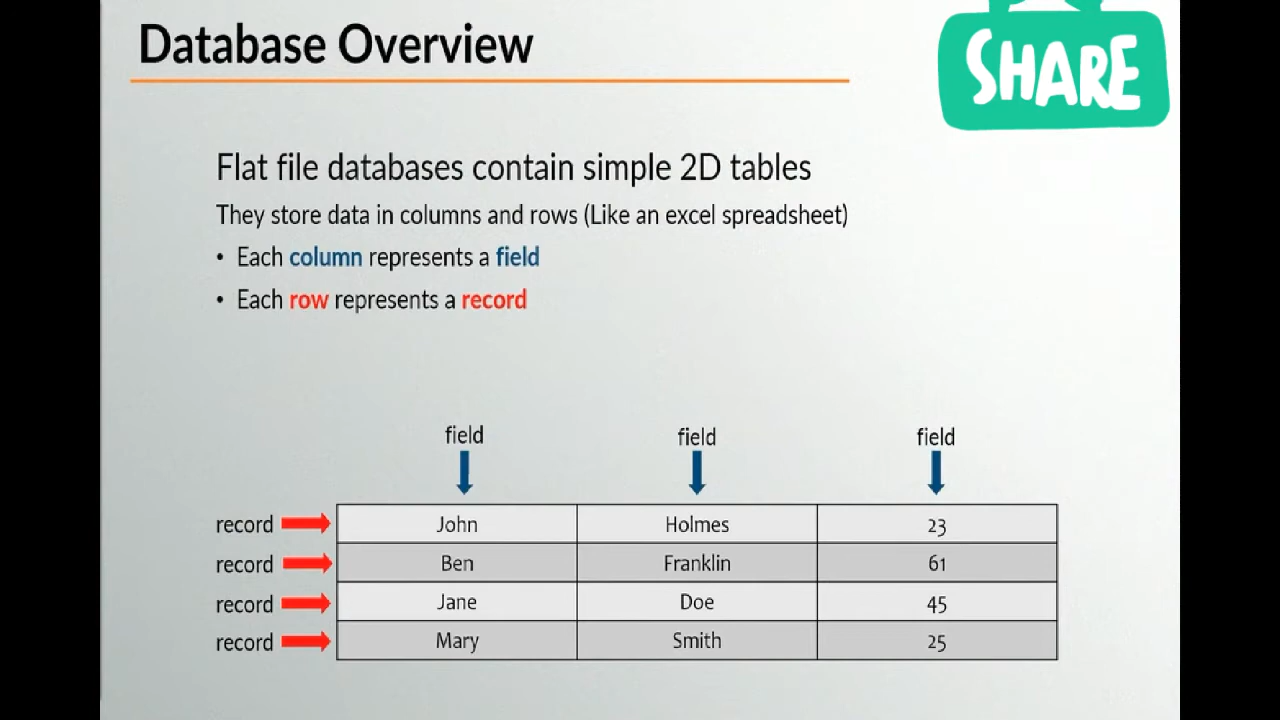 Database Overview
SHARE
Flat file databases contain simple 2D tables
They store data in columns and rows (Like an excel spreadsheet)
• Each column represents a field
• Each row represents a record
field field field
record John Holmes 23
record Ben Franklin 61
record Jane Doe 45
record Mary Smith 25